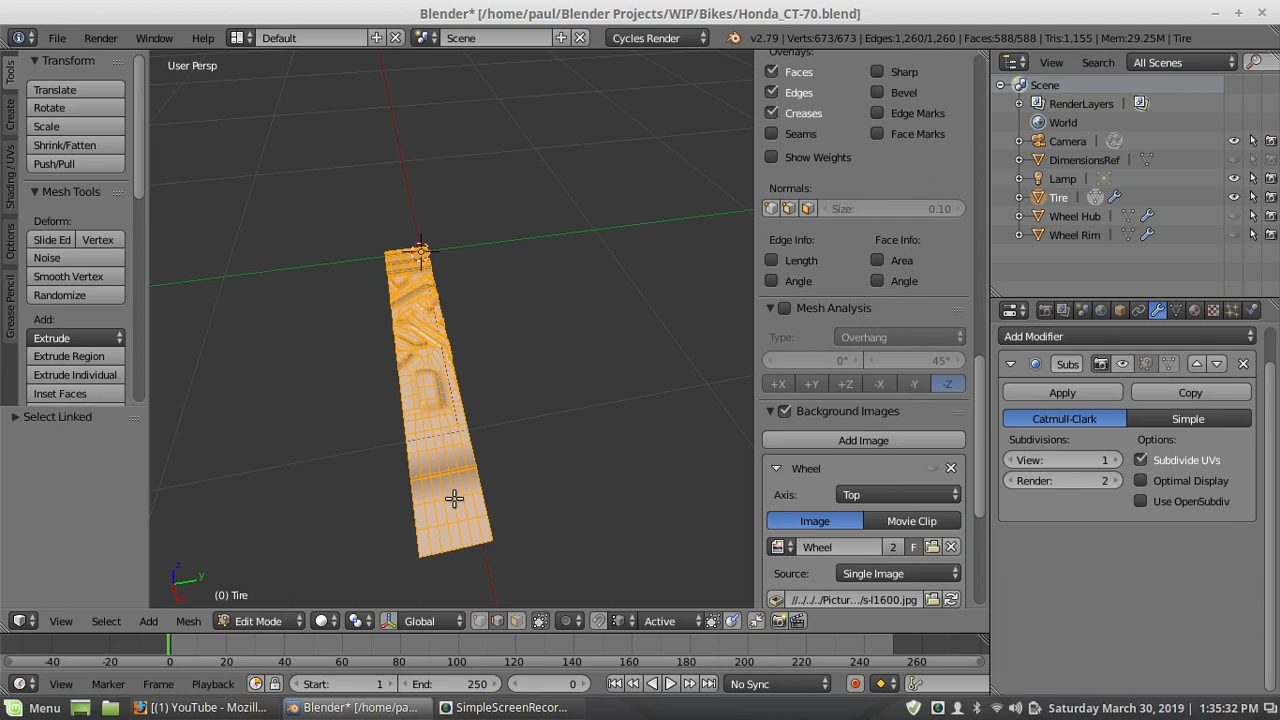 Blender* [/home/paul/Blender Projects/WIP/Bikes/Honda_CT-70.blend]
File Render Window Help Default Scene Cycles Render v2.79 | Verts:673/673 | Edges:1,260/1,260 | Faces:588/588 | Tris:1,155 | Mem:29.25M | Tire
Tools
Create
Shading / UVs
Options
Grease Pencil
Transform
Translate
Rotate
Scale
Shrink/Fatten
Push/Pull
Mesh Tools
Deform:
Slide Ed Vertex
Noise
Smooth Vertex
Randomize
Add:
Extrude
Extrude Region
Extrude Individual
Inset Faces
Select Linked
User Persp
z
y
(0) Tire
Overlays:
Faces Sharp
Edges Bevel
Creases Edge Marks
Seams Face Marks
Show Weights
Normals:
Size: 0.10
Edge Info: Face Info:
Length Area
Angle Angle
Mesh Analysis
Type: Overhang
0° 45°
+X +Y +Z -X -Y -Z
Background Images
Add Image
Wheel
Axis: Top
Image Movie Clip
Wheel 2 F
Source: Single Image
//../../../Pictur.../s-l1600.jpg
View Search All Scenes
Scene
RenderLayers |
World
Camera |
DimensionsRef |
Lamp |
Tire |
Wheel Hub |
Wheel Rim |
Add Modifier
Subs
Apply Copy
Catmull-Clark Simple
Subdivisions: Options:
View: 1 Subdivide UVs
Render: 2 Optimal Display
Use OpenSubdiv
View Select Add Mesh Edit Mode Global Active
-40 -20 0 20 40 60 80 100 120 140 160 180 200 220 240 260
View Marker Frame Playback Start: 1 End: 250 0 No Sync
Menu [(1) YouTube - Mozill... Blender* [/home/pa... SimpleScreenRecor... Saturday March 30, 2019 1:35:32 PM